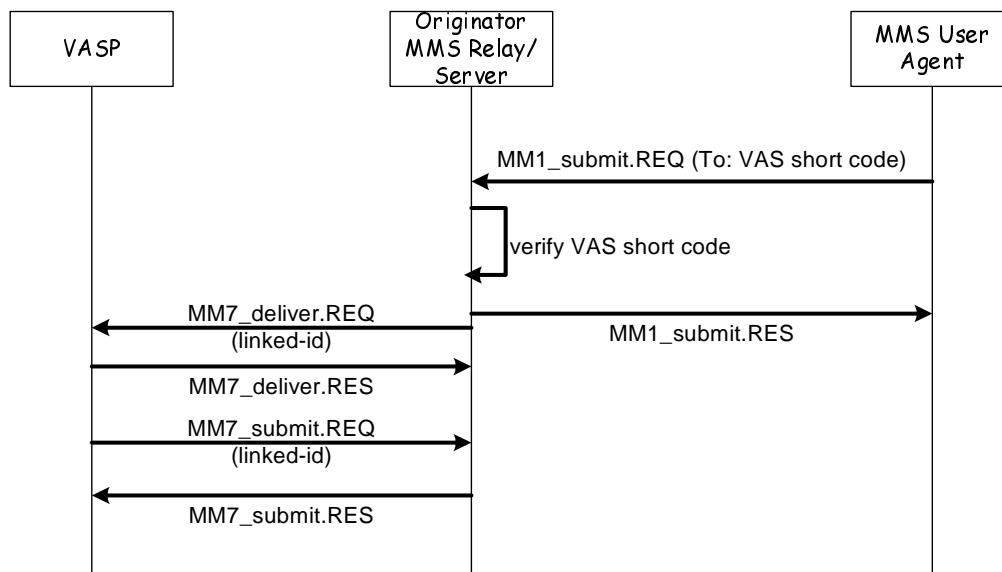 VASP
Originator
MMS Relay/
Server
MMS User
Agent
MM1_submit.REQ (To: VAS short code)
verify VAS short code
MM7_deliver.REQ
(linked-id)
MM1_submit.RES
MM7_deliver.RES
MM7_submit.REQ
(linked-id)
MM7_submit.RES